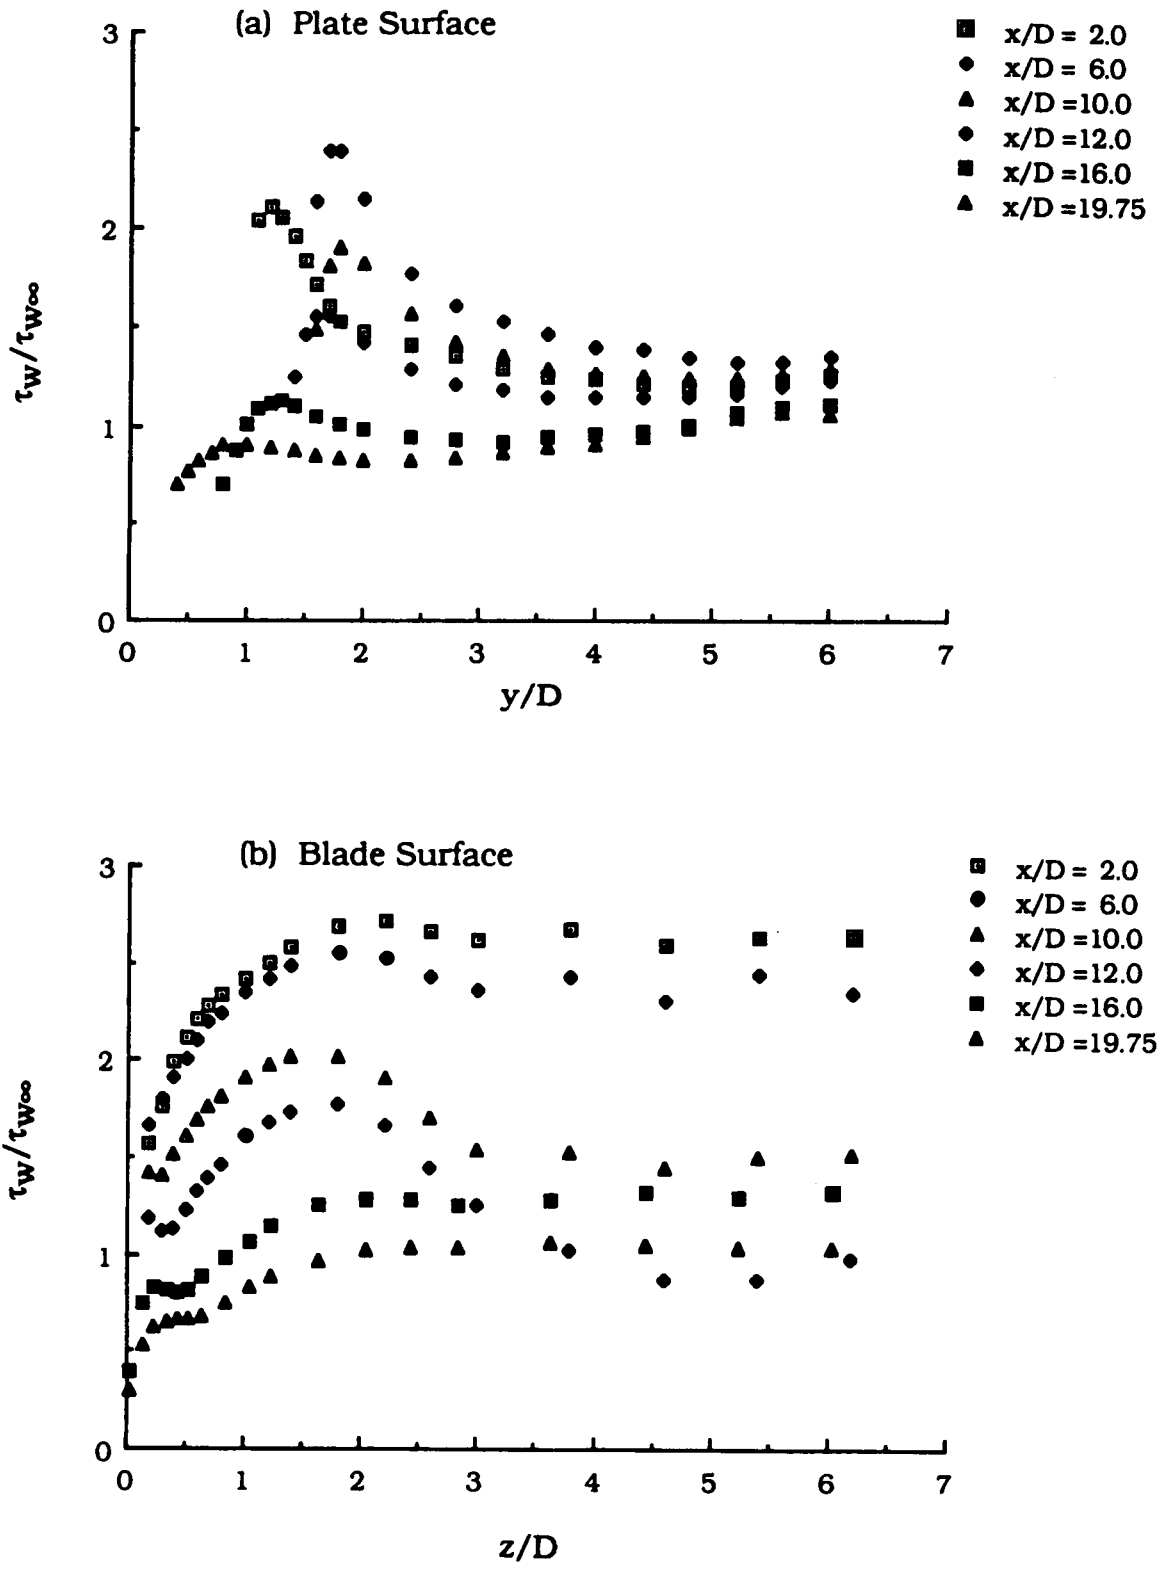 (a) Plate Surface
3
2
1
0
τW/τW∞
0 1 2 3 4 5 6 7
y/D
x/D = 2.0
x/D = 6.0
x/D =10.0
x/D =12.0
x/D =16.0
x/D =19.75
(b) Blade Surface
3
2
1
0
τW/τW∞
0 1 2 3 4 5 6 7
z/D
x/D = 2.0
x/D = 6.0
x/D =10.0
x/D =12.0
x/D =16.0
x/D =19.75